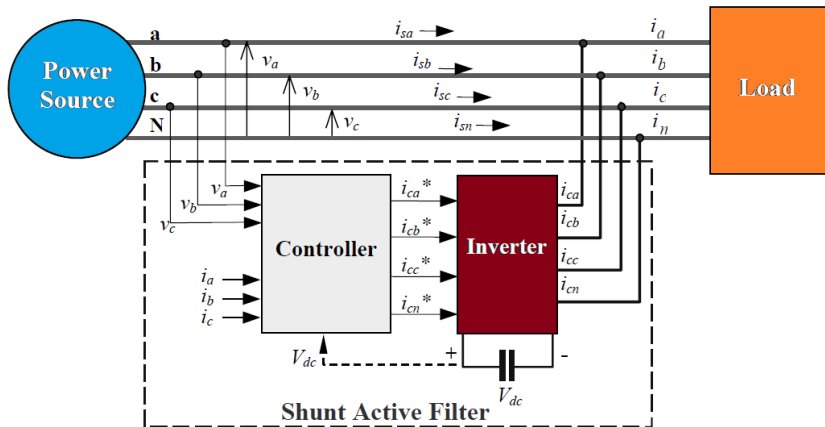 a
i_sa
i_a
Power
Source
b
v_a
i_sb
i_b
c
v_b
i_sc
i_c
Load
N
v_c
i_sn
i_n
v_a
v_b
v_c
i_a
i_b
i_c
Controller
i_ca*
i_cb*
i_cc*
i_cn*
Inverter
i_ca
i_cb
i_cc
i_cn
V_dc
+
-
V_dc
Shunt Active Filter